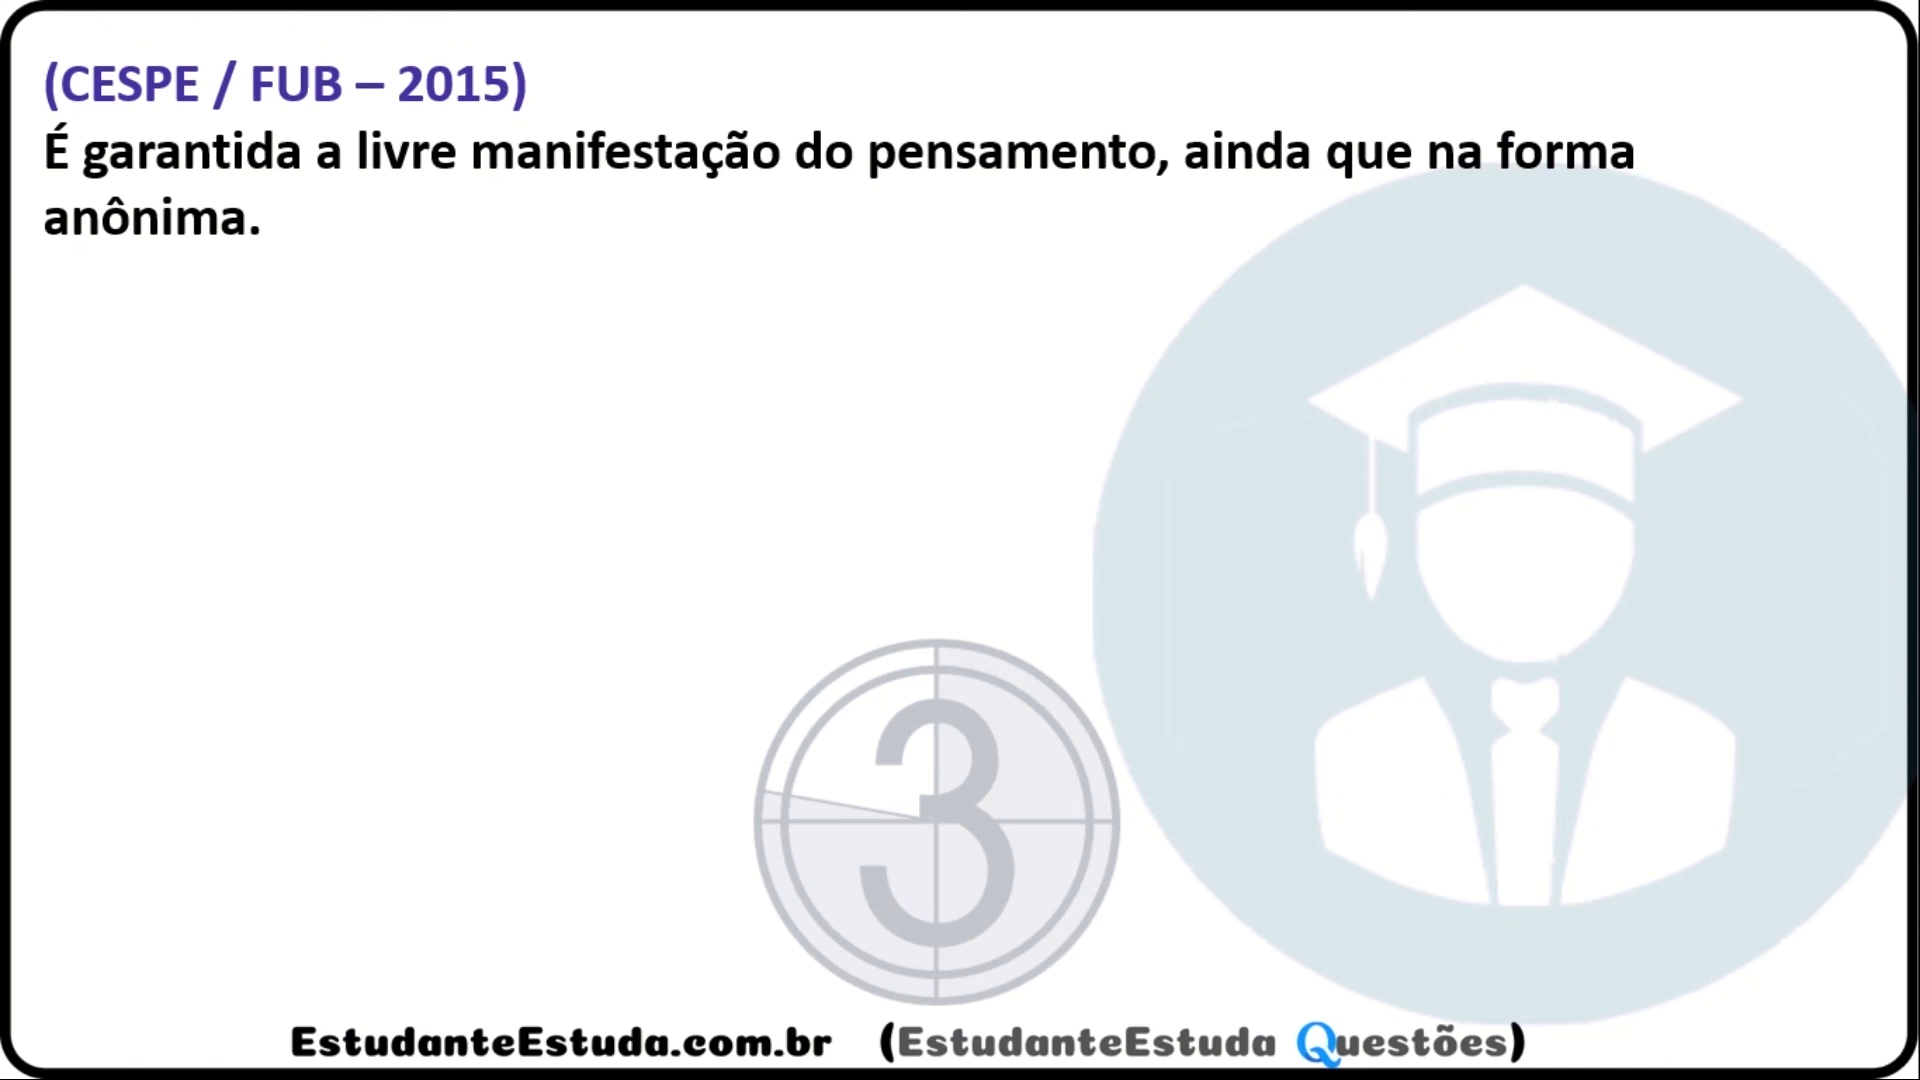 (CESPE / FUB – 2015)
É garantida a livre manifestação do pensamento, ainda que na forma
anônima.
3
EstudanteEstuda.com.br (EstudanteEstuda Questões)